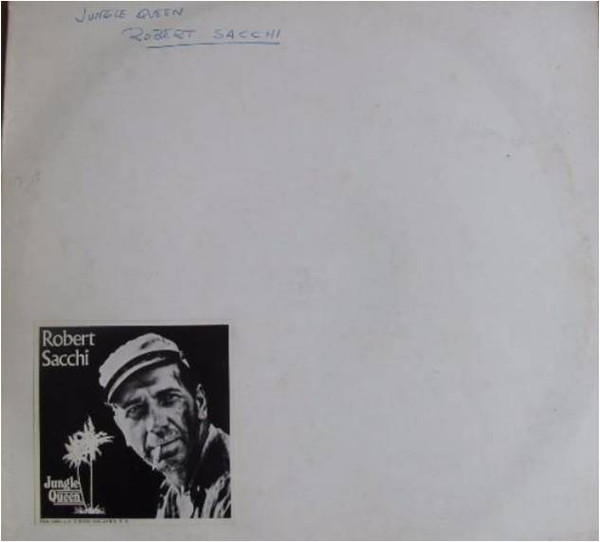 JUNGLE QUEEN
ROBERT SACCHI
Robert
Sacchi
Jungle
Queen